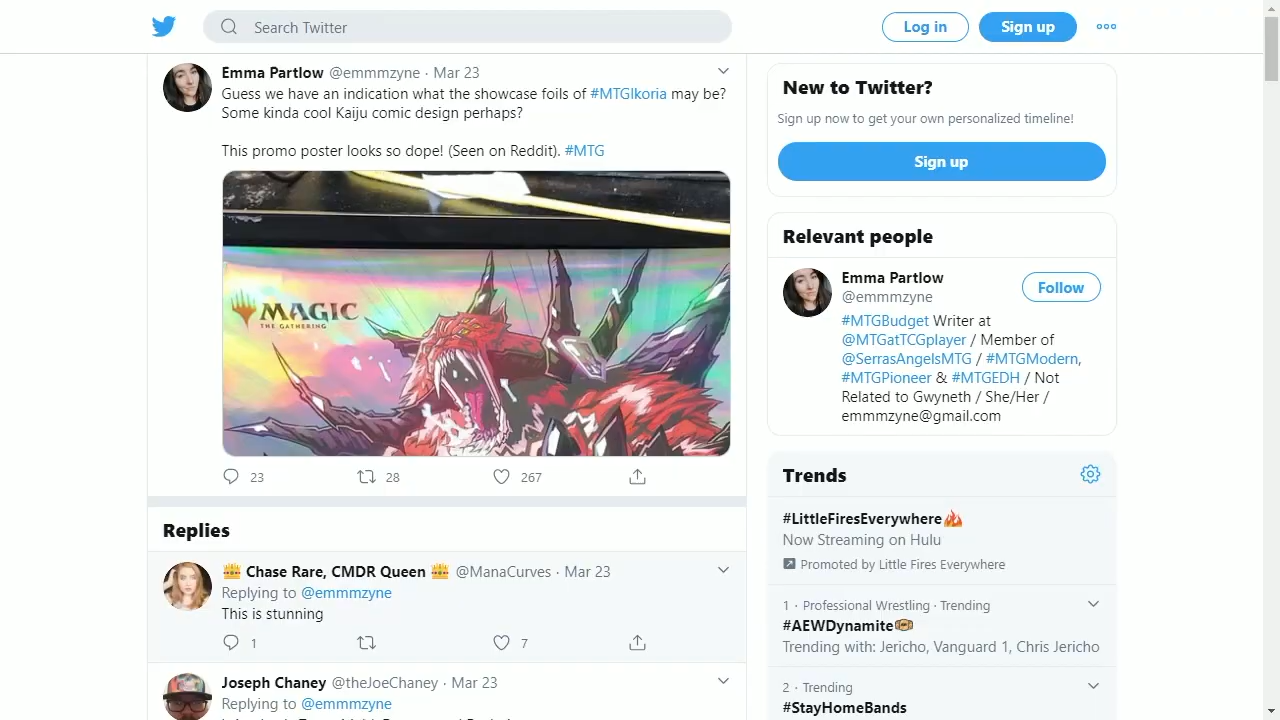 Search Twitter
Log in
Sign up
Emma Partlow @emmmzyne · Mar 23
Guess we have an indication what the showcase foils of #MTGIkoria may be?
Some kinda cool Kaiju comic design perhaps?
This promo poster looks so dope! (Seen on Reddit). #MTG
MAGIC
THE GATHERING
23
28
267
Replies
Chase Rare, CMDR Queen @ManaCurves · Mar 23
Replying to @emmmzyne
This is stunning
1
7
Joseph Chaney @theJoeChaney · Mar 23
Replying to @emmmzyne
New to Twitter?
Sign up now to get your own personalized timeline!
Sign up
Relevant people
Emma Partlow
@emmmzyne
Follow
#MTGBudget Writer at
@MTGatTCGplayer / Member of
@SerrasAngelsMTG / #MTGModern,
#MTGPioneer & #MTGEDH / Not
Related to Gwyneth / She/Her /
emmmzyne@gmail.com
Trends
#LittleFiresEverywhere
Now Streaming on Hulu
Promoted by Little Fires Everywhere
1 · Professional Wrestling · Trending
#AEWDynamite
Trending with: Jericho, Vanguard 1, Chris Jericho
2 · Trending
#StayHomeBands